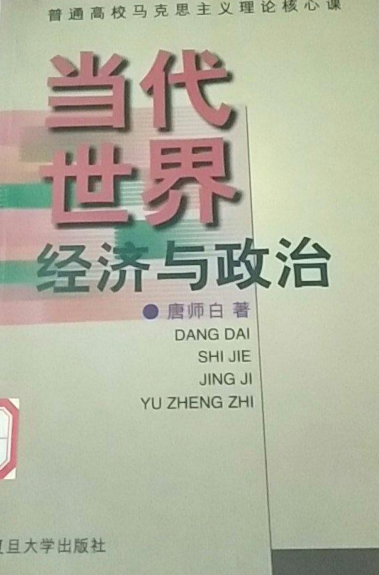 普通高校马克思主义理论核心课
当代
世界
经济与政治
●唐师白 著
DANG DAI
SHI JIE
JING JI
YU ZHENG ZHI
复旦大学出版社